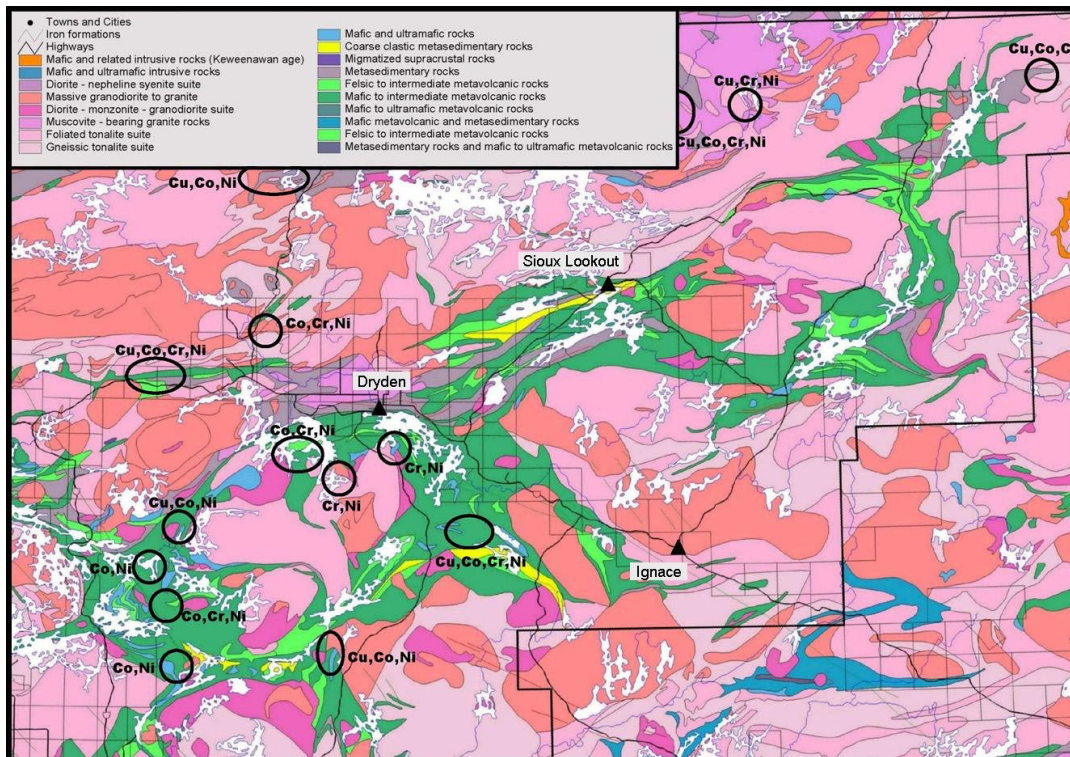 Towns and Cities
Iron formations
Highways
Mafic and related intrusive rocks (Keweenawan age)
Mafic and ultramafic intrusive rocks
Diorite - nepheline syenite suite
Massive granodiorite to granite
Diorite - monzonite - granodiorite suite
Muscovite - bearing granite rocks
Foliated tonalite suite
Gneissic tonalite suite
Mafic and ultramafic rocks
Coarse clastic metasedimentary rocks
Migmatized supracrustal rocks
Metasedimentary rocks
Felsic to intermediate metavolcanic rocks
Mafic to intermediate metavolcanic rocks
Mafic to ultramafic metavolcanic rocks
Mafic metavolcanic and metasedimentary rocks
Felsic to intermediate metavolcanic rocks
Metasedimentary rocks and mafic to ultramafic metavolcanic rocks
Cu,Co,C
Cu,Cr,Ni
Cu,Co,Cr,Ni
Cu,Co,Ni
Sioux Lookout
Co,Cr,Ni
Cu,Co,Cr,Ni
Dryden
Co,Cr,Ni
Cr,Ni
Cr,Ni
Cu,Co,Ni
Cu,Co,Cr,Ni
Co,Ni
Ignace
Co,Cr,Ni
Cu,Co,Ni
Co,Ni